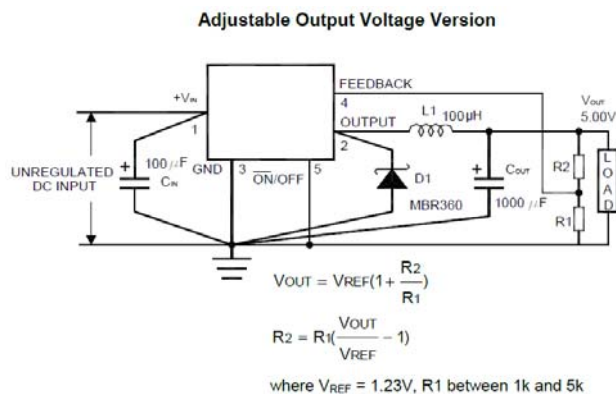 Adjustable Output Voltage Version
+VIN
FEEDBACK
4
1
OUTPUT
2
L1
100μH
VOUT
5.00V
UNREGULATED
DC INPUT
+
100μF
CIN
GND
3
ON/OFF
5
D1
MBR360
+
COUT
1000μF
R2
R1
LOAD
VOUT = VREF(1+ R2/R1)
R2 = R1(VOUT/VREF - 1)
where VREF = 1.23V, R1 between 1k and 5k